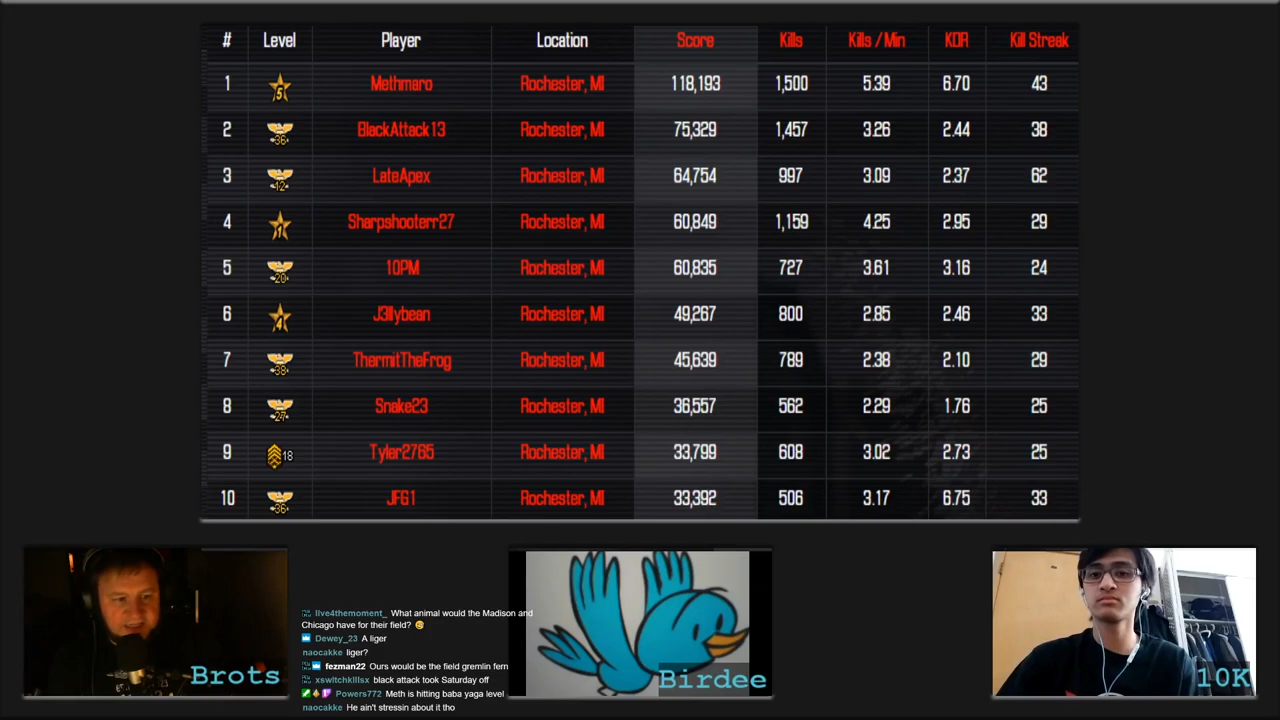 # Level Player Location Score Kills Kills / Min KDR Kill Streak
1 5 Methmaro Rochester, MI 118,193 1,500 5.39 6.70 43
2 36 BlackAttack13 Rochester, MI 75,329 1,457 3.26 2.44 38
3 12 LateApex Rochester, MI 64,754 997 3.09 2.37 62
4 1 Sharpshooterr27 Rochester, MI 60,849 1,159 4.25 2.95 29
5 20 10PM Rochester, MI 60,835 727 3.61 3.16 24
6 4 J3llybean Rochester, MI 49,267 800 2.85 2.46 33
7 38 ThermitTheFrog Rochester, MI 45,639 789 2.38 2.10 29
8 27 Snake23 Rochester, MI 36,557 562 2.29 1.76 25
9 18 Tyler2765 Rochester, MI 33,799 608 3.02 2.73 25
10 36 JFG1 Rochester, MI 33,392 506 3.17 6.75 33
live4themoment_ What animal would the Madison and
Chicago have for their field?
Dewey_23 A liger
naocakke liger?
fezman22 Ours would be the field gremlin fern
xswitchklllsx black attack took Saturday off
Powers772 Meth is hitting baba yaga level
naocakke He ain't stressin about it tho
Brots
Birdee
10K